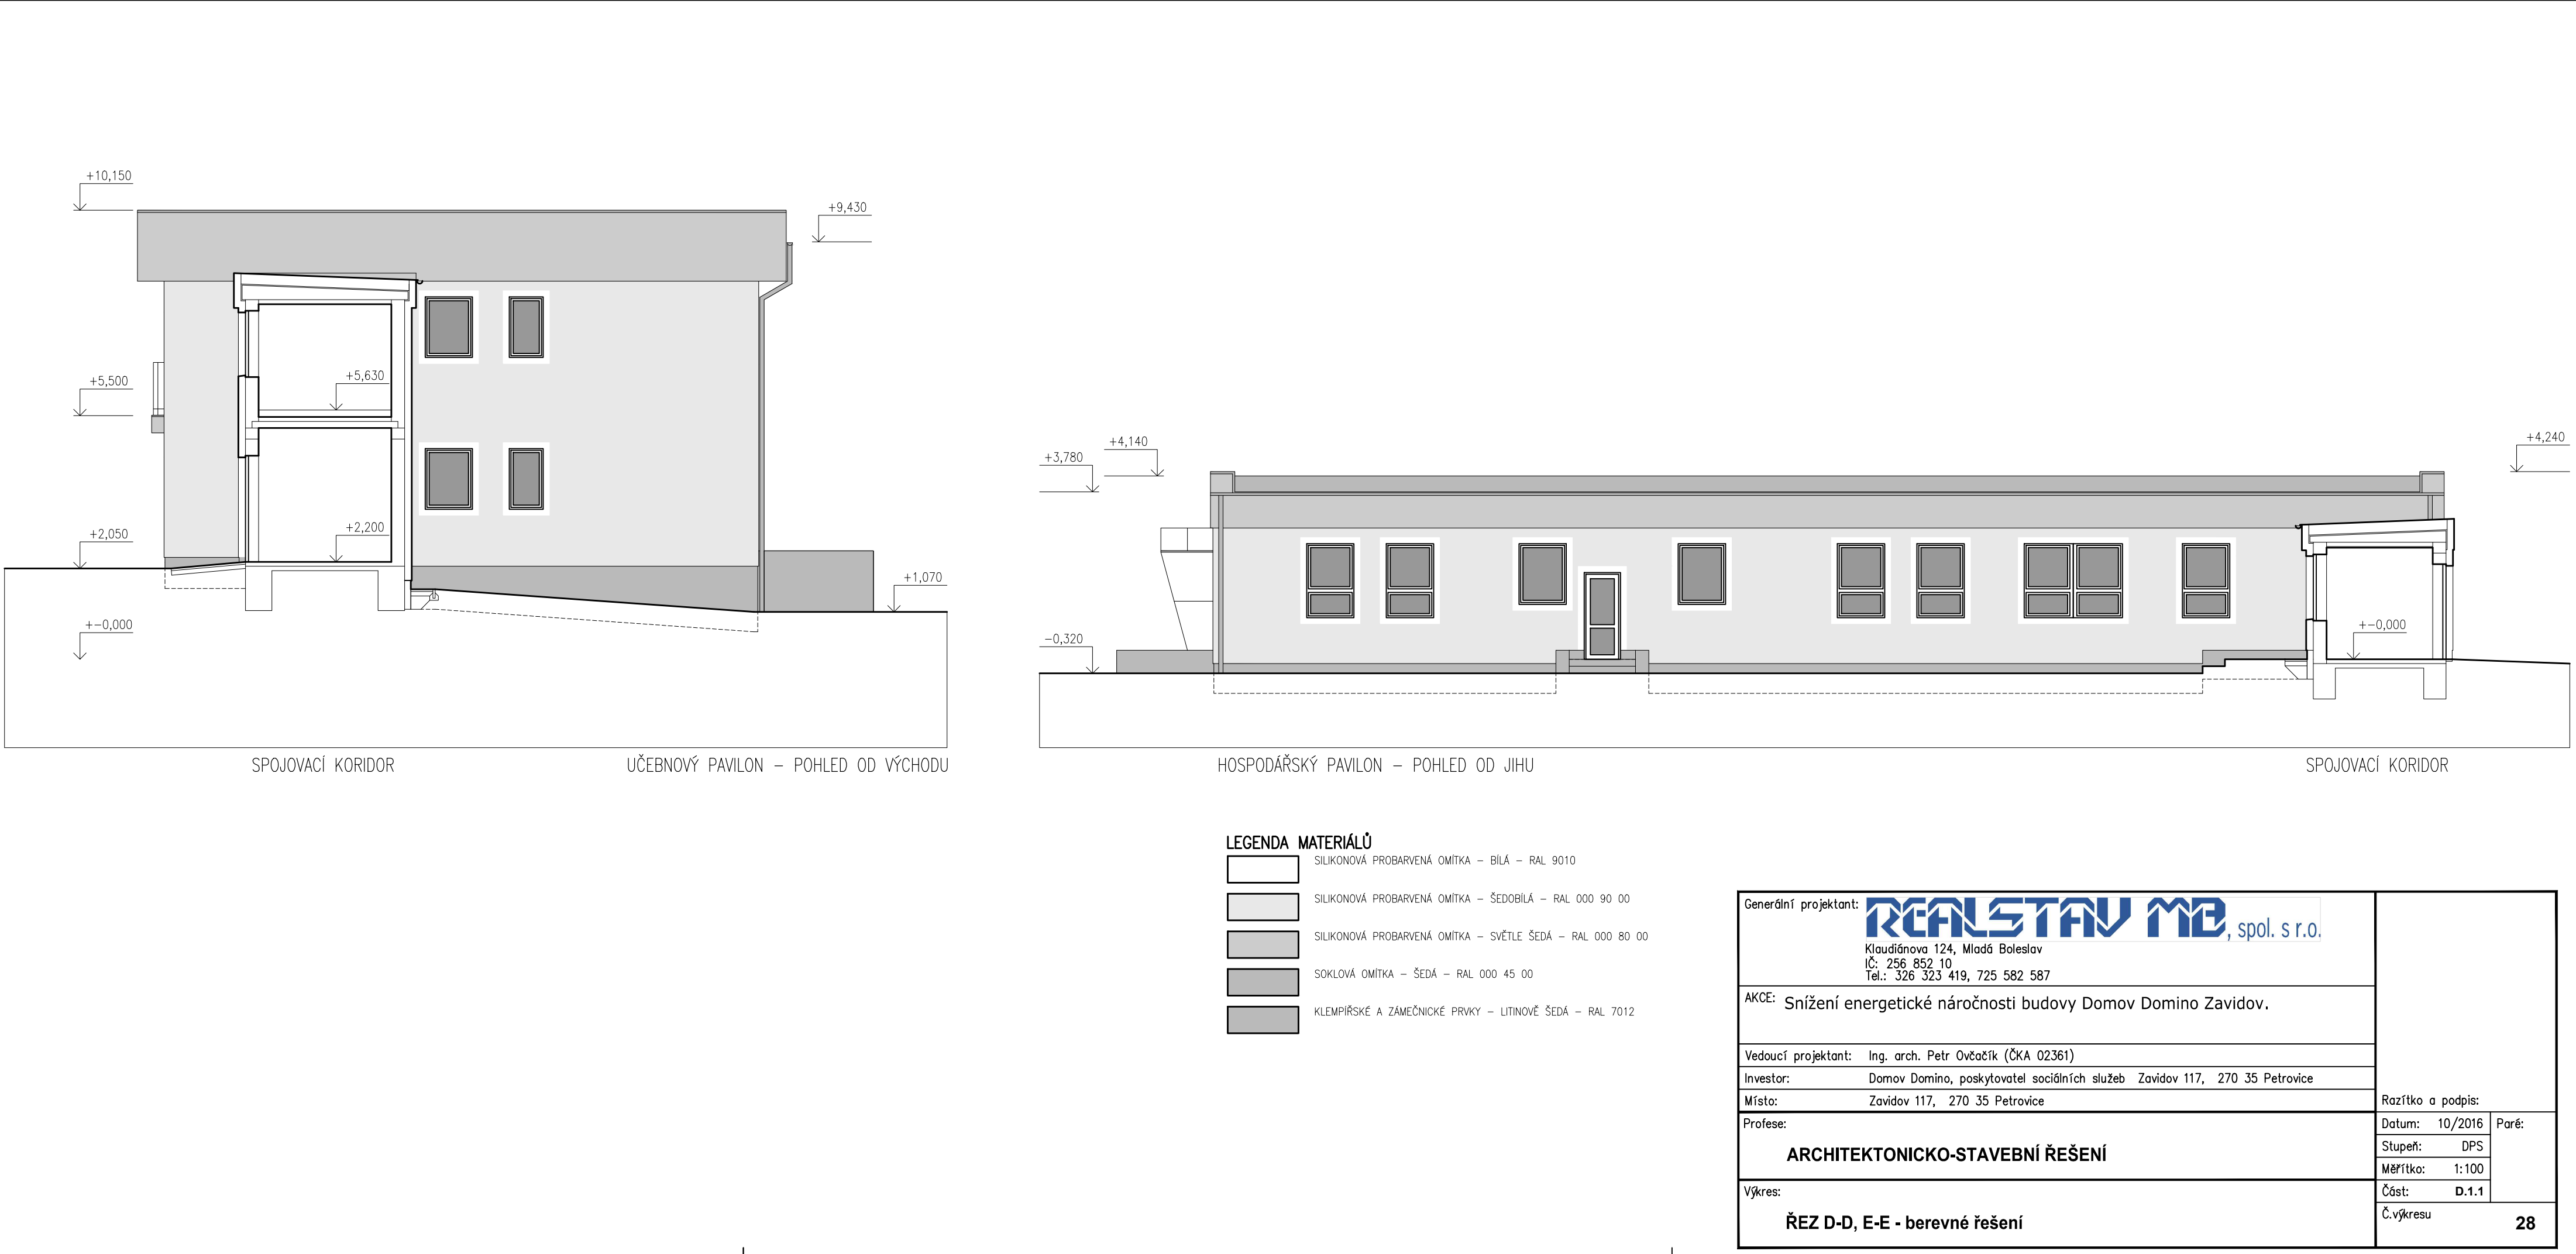 +10,150
+9,430
+5,500
+5,630
+2,050
+2,200
+1,070
+-0,000
SPOJOVACÍ KORIDOR
UČEBNOVÝ PAVILON – POHLED OD VÝCHODU
+4,140
+3,780
+4,240
-0,320
+-0,000
HOSPODÁŘSKÝ PAVILON – POHLED OD JIHU
SPOJOVACÍ KORIDOR
LEGENDA MATERIÁLŮ
SILIKONOVÁ PROBARVENÁ OMÍTKA – BÍLÁ – RAL 9010
SILIKONOVÁ PROBARVENÁ OMÍTKA – ŠEDOBÍLÁ – RAL 000 90 00
SILIKONOVÁ PROBARVENÁ OMÍTKA – SVĚTLE ŠEDÁ – RAL 000 80 00
SOKLOVÁ OMÍTKA – ŠEDÁ – RAL 000 45 00
KLEMPÍŘSKÉ A ZÁMEČNICKÉ PRVKY – LITINOVĚ ŠEDÁ – RAL 7012
Generální projektant:
REALSTAV MB, spol. s r.o.
Klaudiánova 124, Mladá Boleslav
IČ: 256 852 10
Tel.: 326 323 419, 725 582 587
AKCE: Snížení energetické náročnosti budovy Domov Domino Zavidov.
Vedoucí projektant: Ing. arch. Petr Ovčačík (ČKA 02361)
Investor: Domov Domino, poskytovatel sociálních služeb Zavidov 117, 270 35 Petrovice
Místo: Zavidov 117, 270 35 Petrovice
Razítko a podpis:
Profese:
ARCHITEKTONICKO-STAVEBNÍ ŘEŠENÍ
Datum: 10/2016 Paré:
Stupeň: DPS
Měřítko: 1:100
Část: D.1.1
Výkres:
ŘEZ D-D, E-E - berevné řešení
Č.výkresu 28